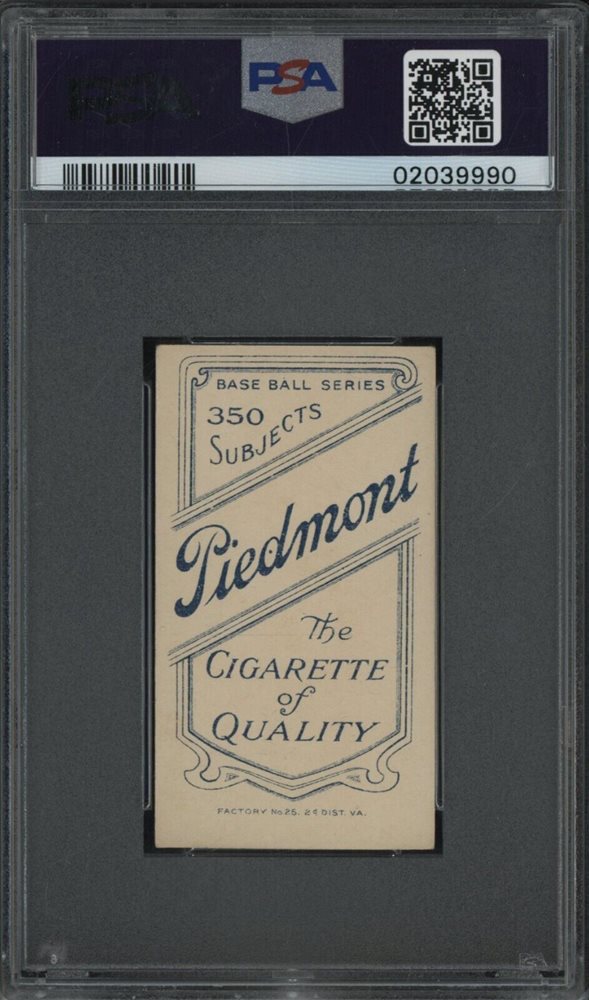 PSA
02039990
BASE BALL SERIES
350
SUBJECTS
Piedmont
The
CIGARETTE
of
QUALITY
FACTORY No. 25. 2d DIST. VA.